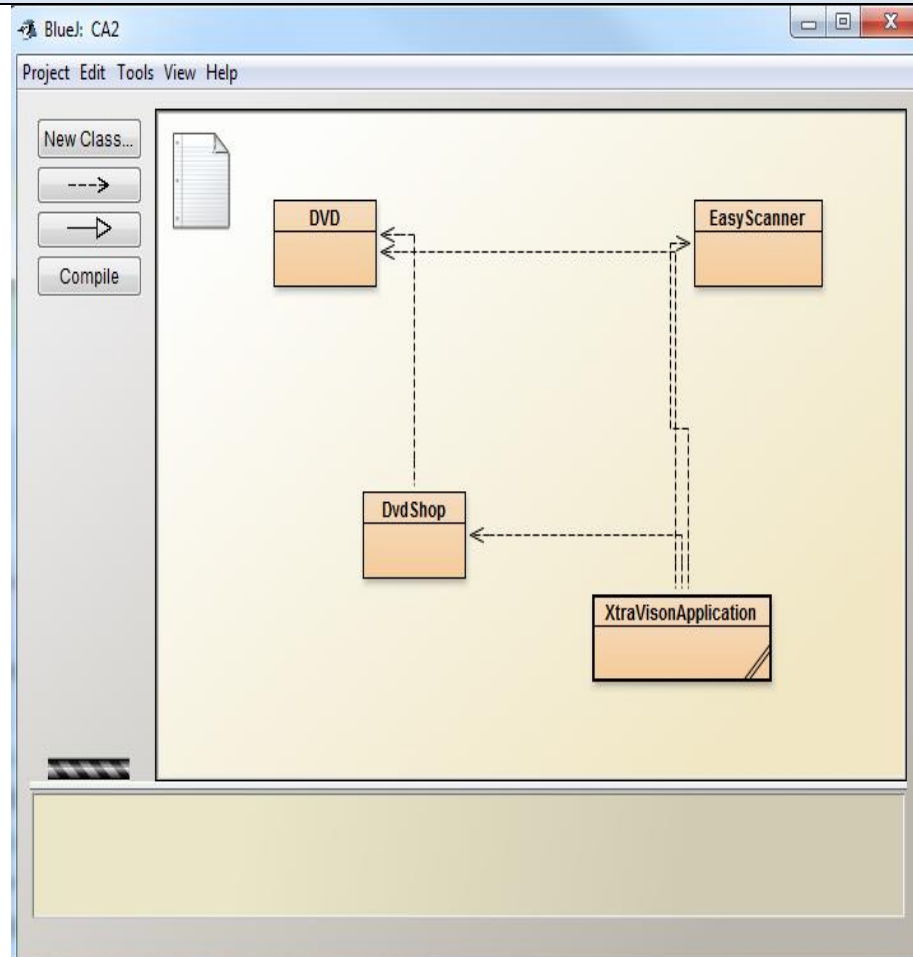 BlueJ: CA2
Project Edit Tools View Help
New Class...
Compile
DVD
EasyScanner
DvdShop
XtraVisonApplication